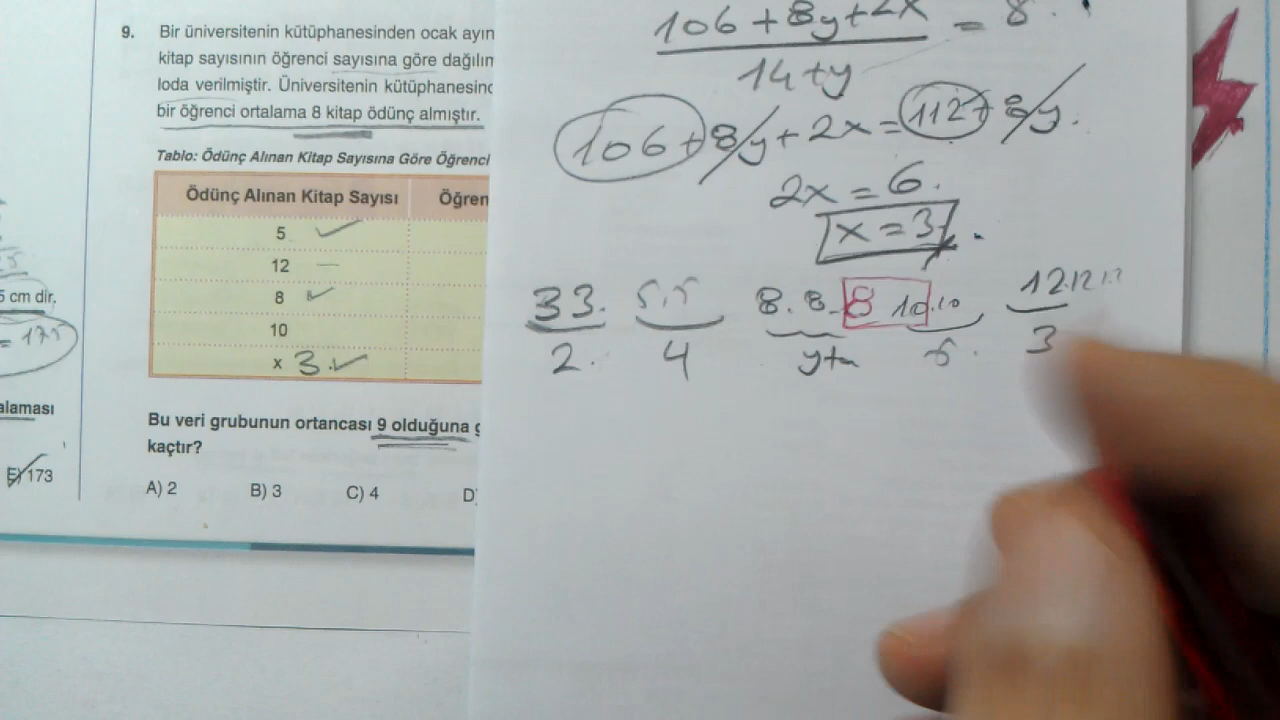 9. Bir üniversitenin kütüphanesinden ocak ayın
kitap sayısının öğrenci sayısına göre dağılım
loda verilmiştir. Üniversitenin kütüphanesind
bir öğrenci ortalama 8 kitap ödünç almıştır.
Tablo: Ödünç Alınan Kitap Sayısına Göre Öğrenci
Ödünç Alınan Kitap Sayısı Öğren
5
12
8
10
x 3.
Bu veri grubunun ortancası 9 olduğuna g
kaçtır?
A) 2 B) 3 C) 4 D)
5 cm dir,
= 175
alaması
E) 173
106 + 8y + 2x = 8
14 + y
106 + 8y + 2x = 112 + 8y.
2x = 6.
x = 3
33. 5.5 8.8.8 10.10 12.12.12
2. 4 3